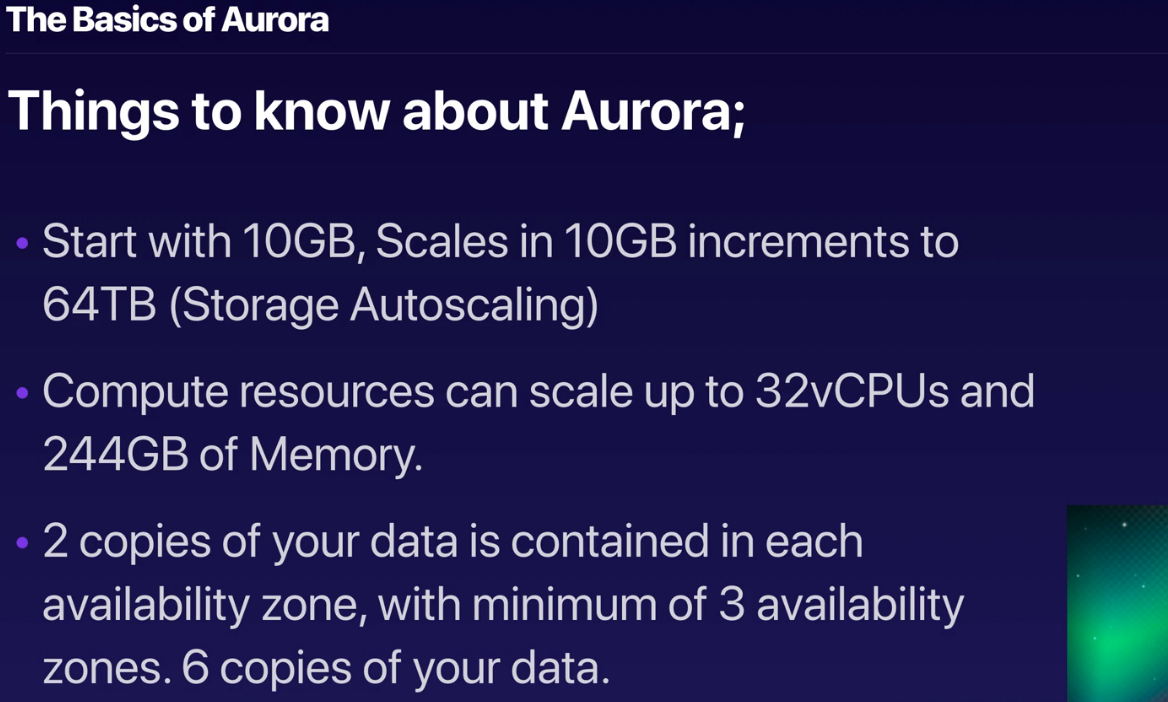 The Basics of Aurora
Things to know about Aurora;
• Start with 10GB, Scales in 10GB increments to
64TB (Storage Autoscaling)
• Compute resources can scale up to 32vCPUs and
244GB of Memory.
• 2 copies of your data is contained in each
availability zone, with minimum of 3 availability
zones. 6 copies of your data.